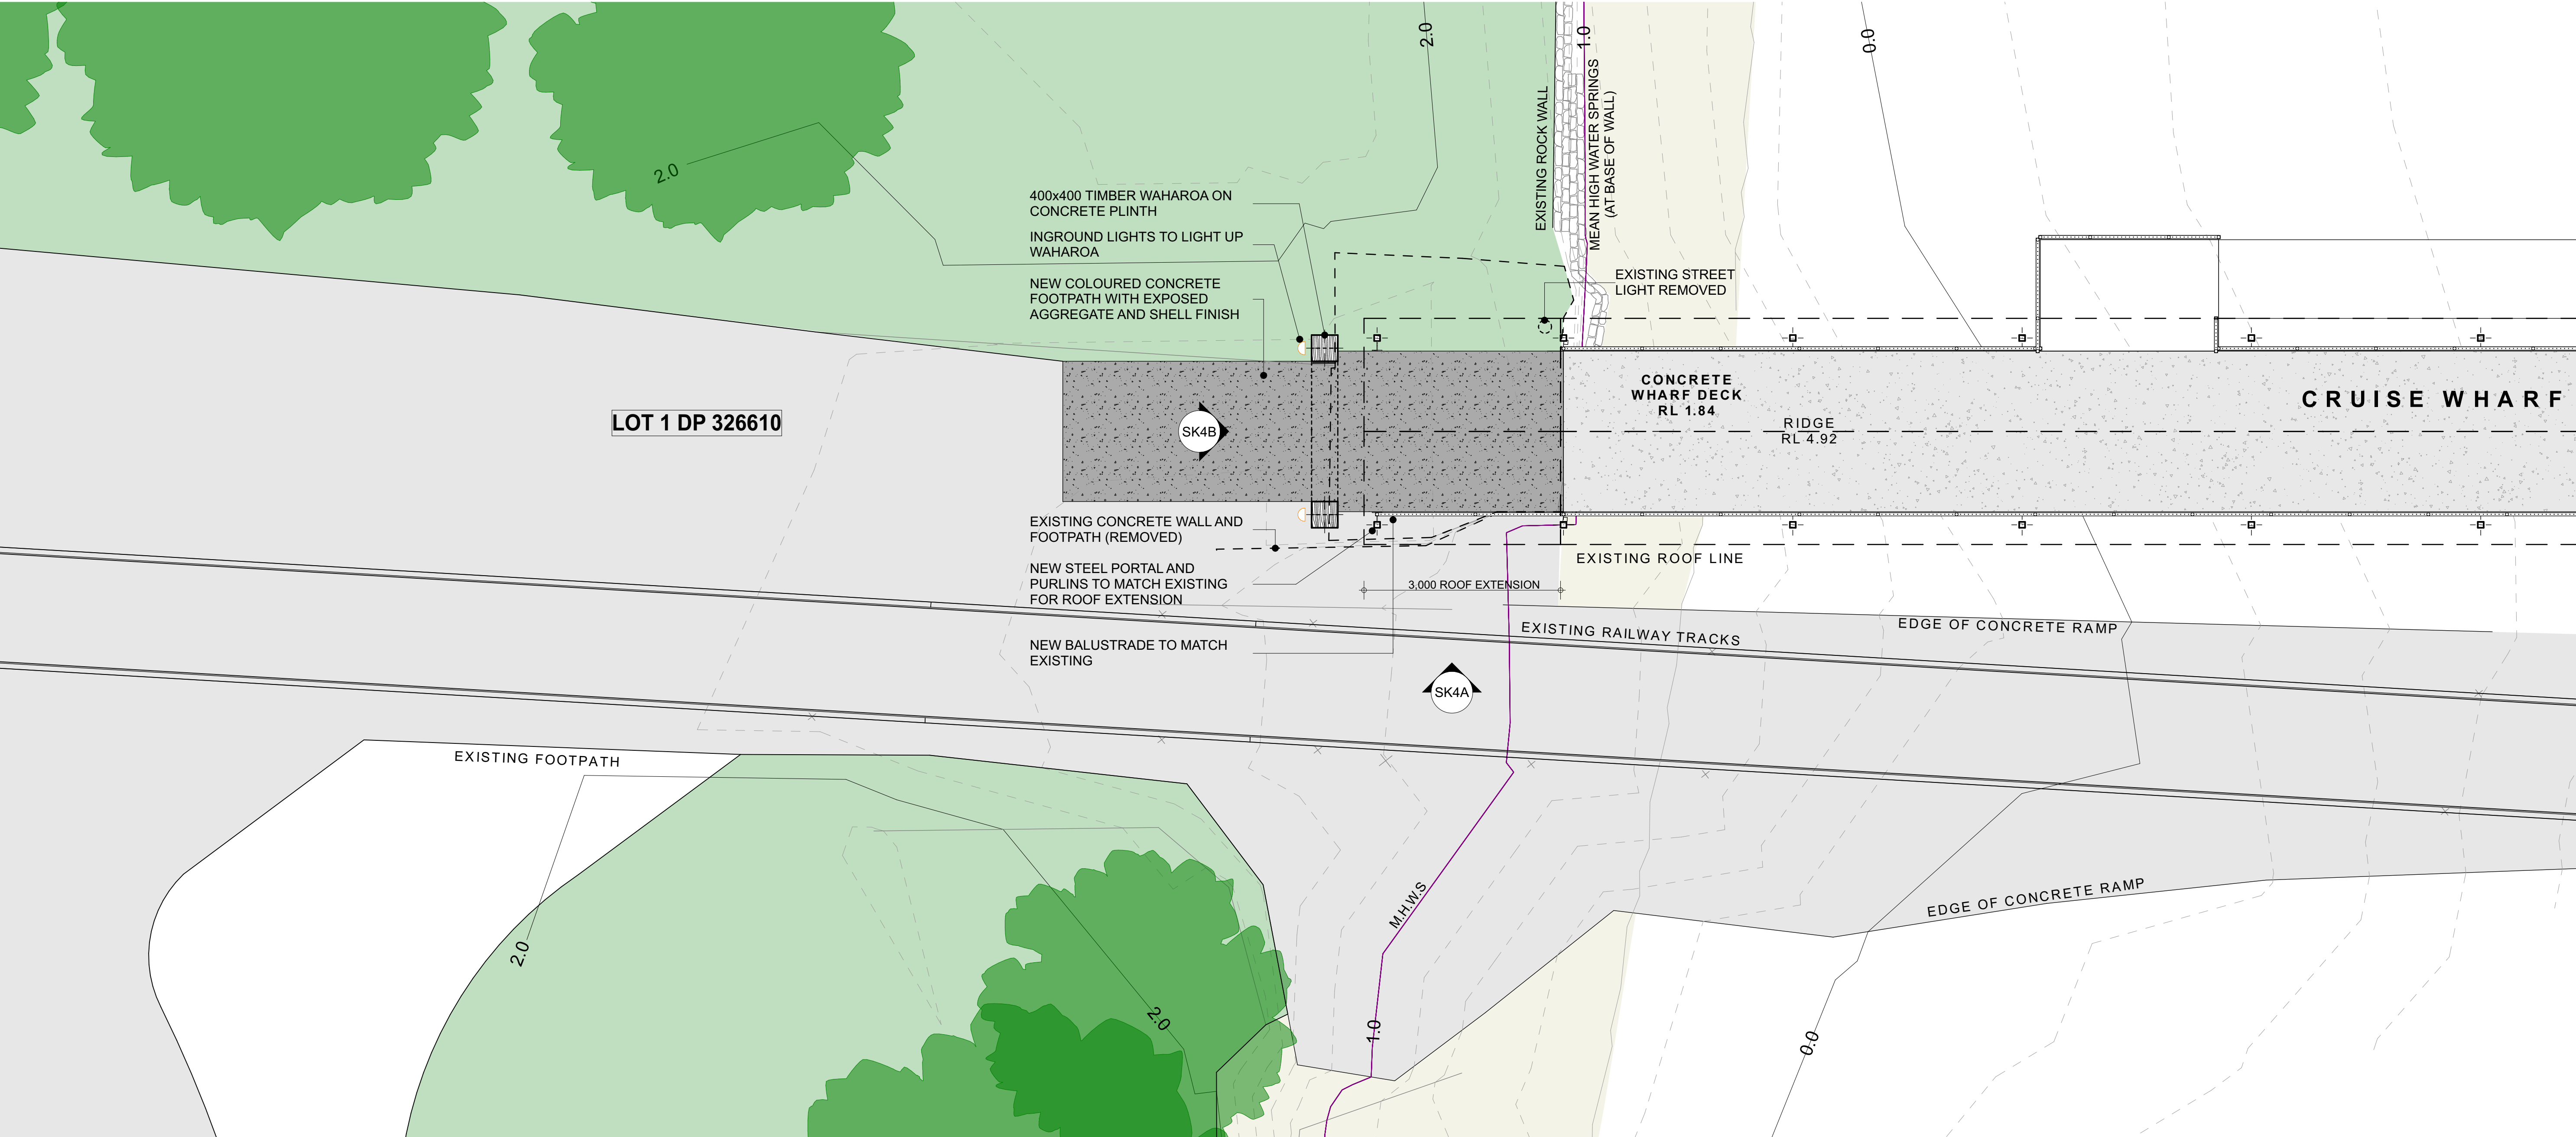 2.0
1.0
0.0
EXISTING ROCK WALL
MEAN HIGH WATER SPRINGS
(AT BASE OF WALL)
2.0
400x400 TIMBER WAHAROA ON
CONCRETE PLINTH
INGROUND LIGHTS TO LIGHT UP
WAHAROA
NEW COLOURED CONCRETE
FOOTPATH WITH EXPOSED
AGGREGATE AND SHELL FINISH
EXISTING STREET
LIGHT REMOVED
LOT 1 DP 326610
SK4B
CONCRETE
WHARF DECK
RL 1.84
RIDGE
RL 4.92
CRUISE WHARF
EXISTING CONCRETE WALL AND
FOOTPATH (REMOVED)
NEW STEEL PORTAL AND
PURLINS TO MATCH EXISTING
FOR ROOF EXTENSION
NEW BALUSTRADE TO MATCH
EXISTING
EXISTING ROOF LINE
3,000 ROOF EXTENSION
EXISTING RAILWAY TRACKS
EDGE OF CONCRETE RAMP
SK4A
EXISTING FOOTPATH
M.H.W.S
EDGE OF CONCRETE RAMP
2.0
2.0
1.0
0.0